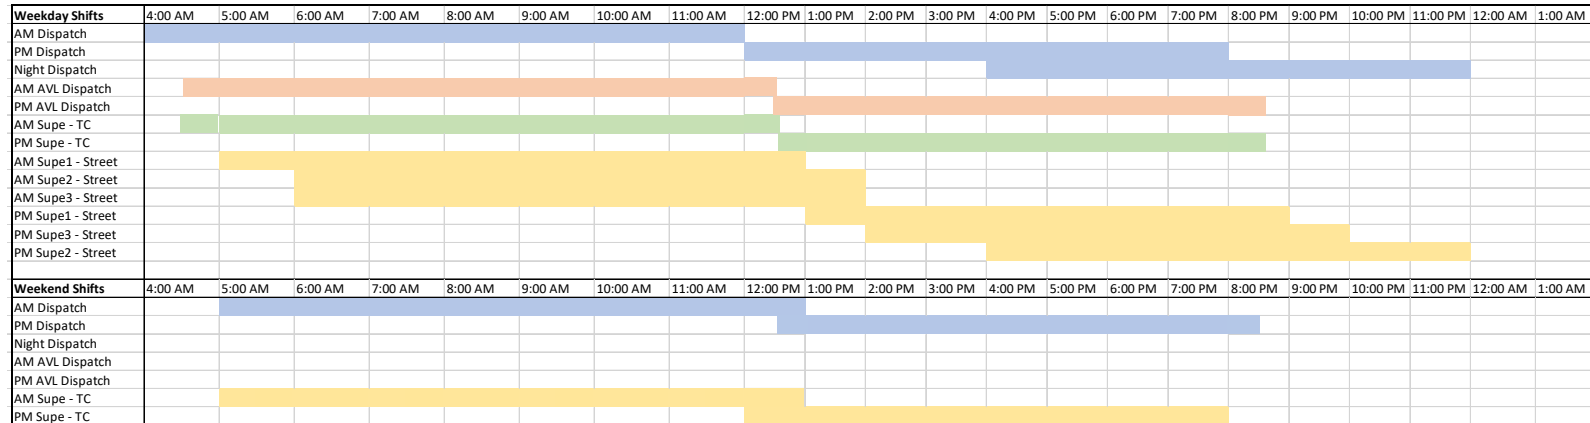 Weekday Shifts 4:00 AM 5:00 AM 6:00 AM 7:00 AM 8:00 AM 9:00 AM 10:00 AM 11:00 AM 12:00 PM 1:00 PM 2:00 PM 3:00 PM 4:00 PM 5:00 PM 6:00 PM 7:00 PM 8:00 PM 9:00 PM 10:00 PM 11:00 PM 12:00 AM 1:00 AM
AM Dispatch
PM Dispatch
Night Dispatch
AM AVL Dispatch
PM AVL Dispatch
AM Supe - TC
PM Supe - TC
AM Supe1 - Street
AM Supe2 - Street
AM Supe3 - Street
PM Supe1 - Street
PM Supe3 - Street
PM Supe2 - Street
Weekend Shifts 4:00 AM 5:00 AM 6:00 AM 7:00 AM 8:00 AM 9:00 AM 10:00 AM 11:00 AM 12:00 PM 1:00 PM 2:00 PM 3:00 PM 4:00 PM 5:00 PM 6:00 PM 7:00 PM 8:00 PM 9:00 PM 10:00 PM 11:00 PM 12:00 AM 1:00 AM
AM Dispatch
PM Dispatch
Night Dispatch
AM AVL Dispatch
PM AVL Dispatch
AM Supe - TC
PM Supe - TC